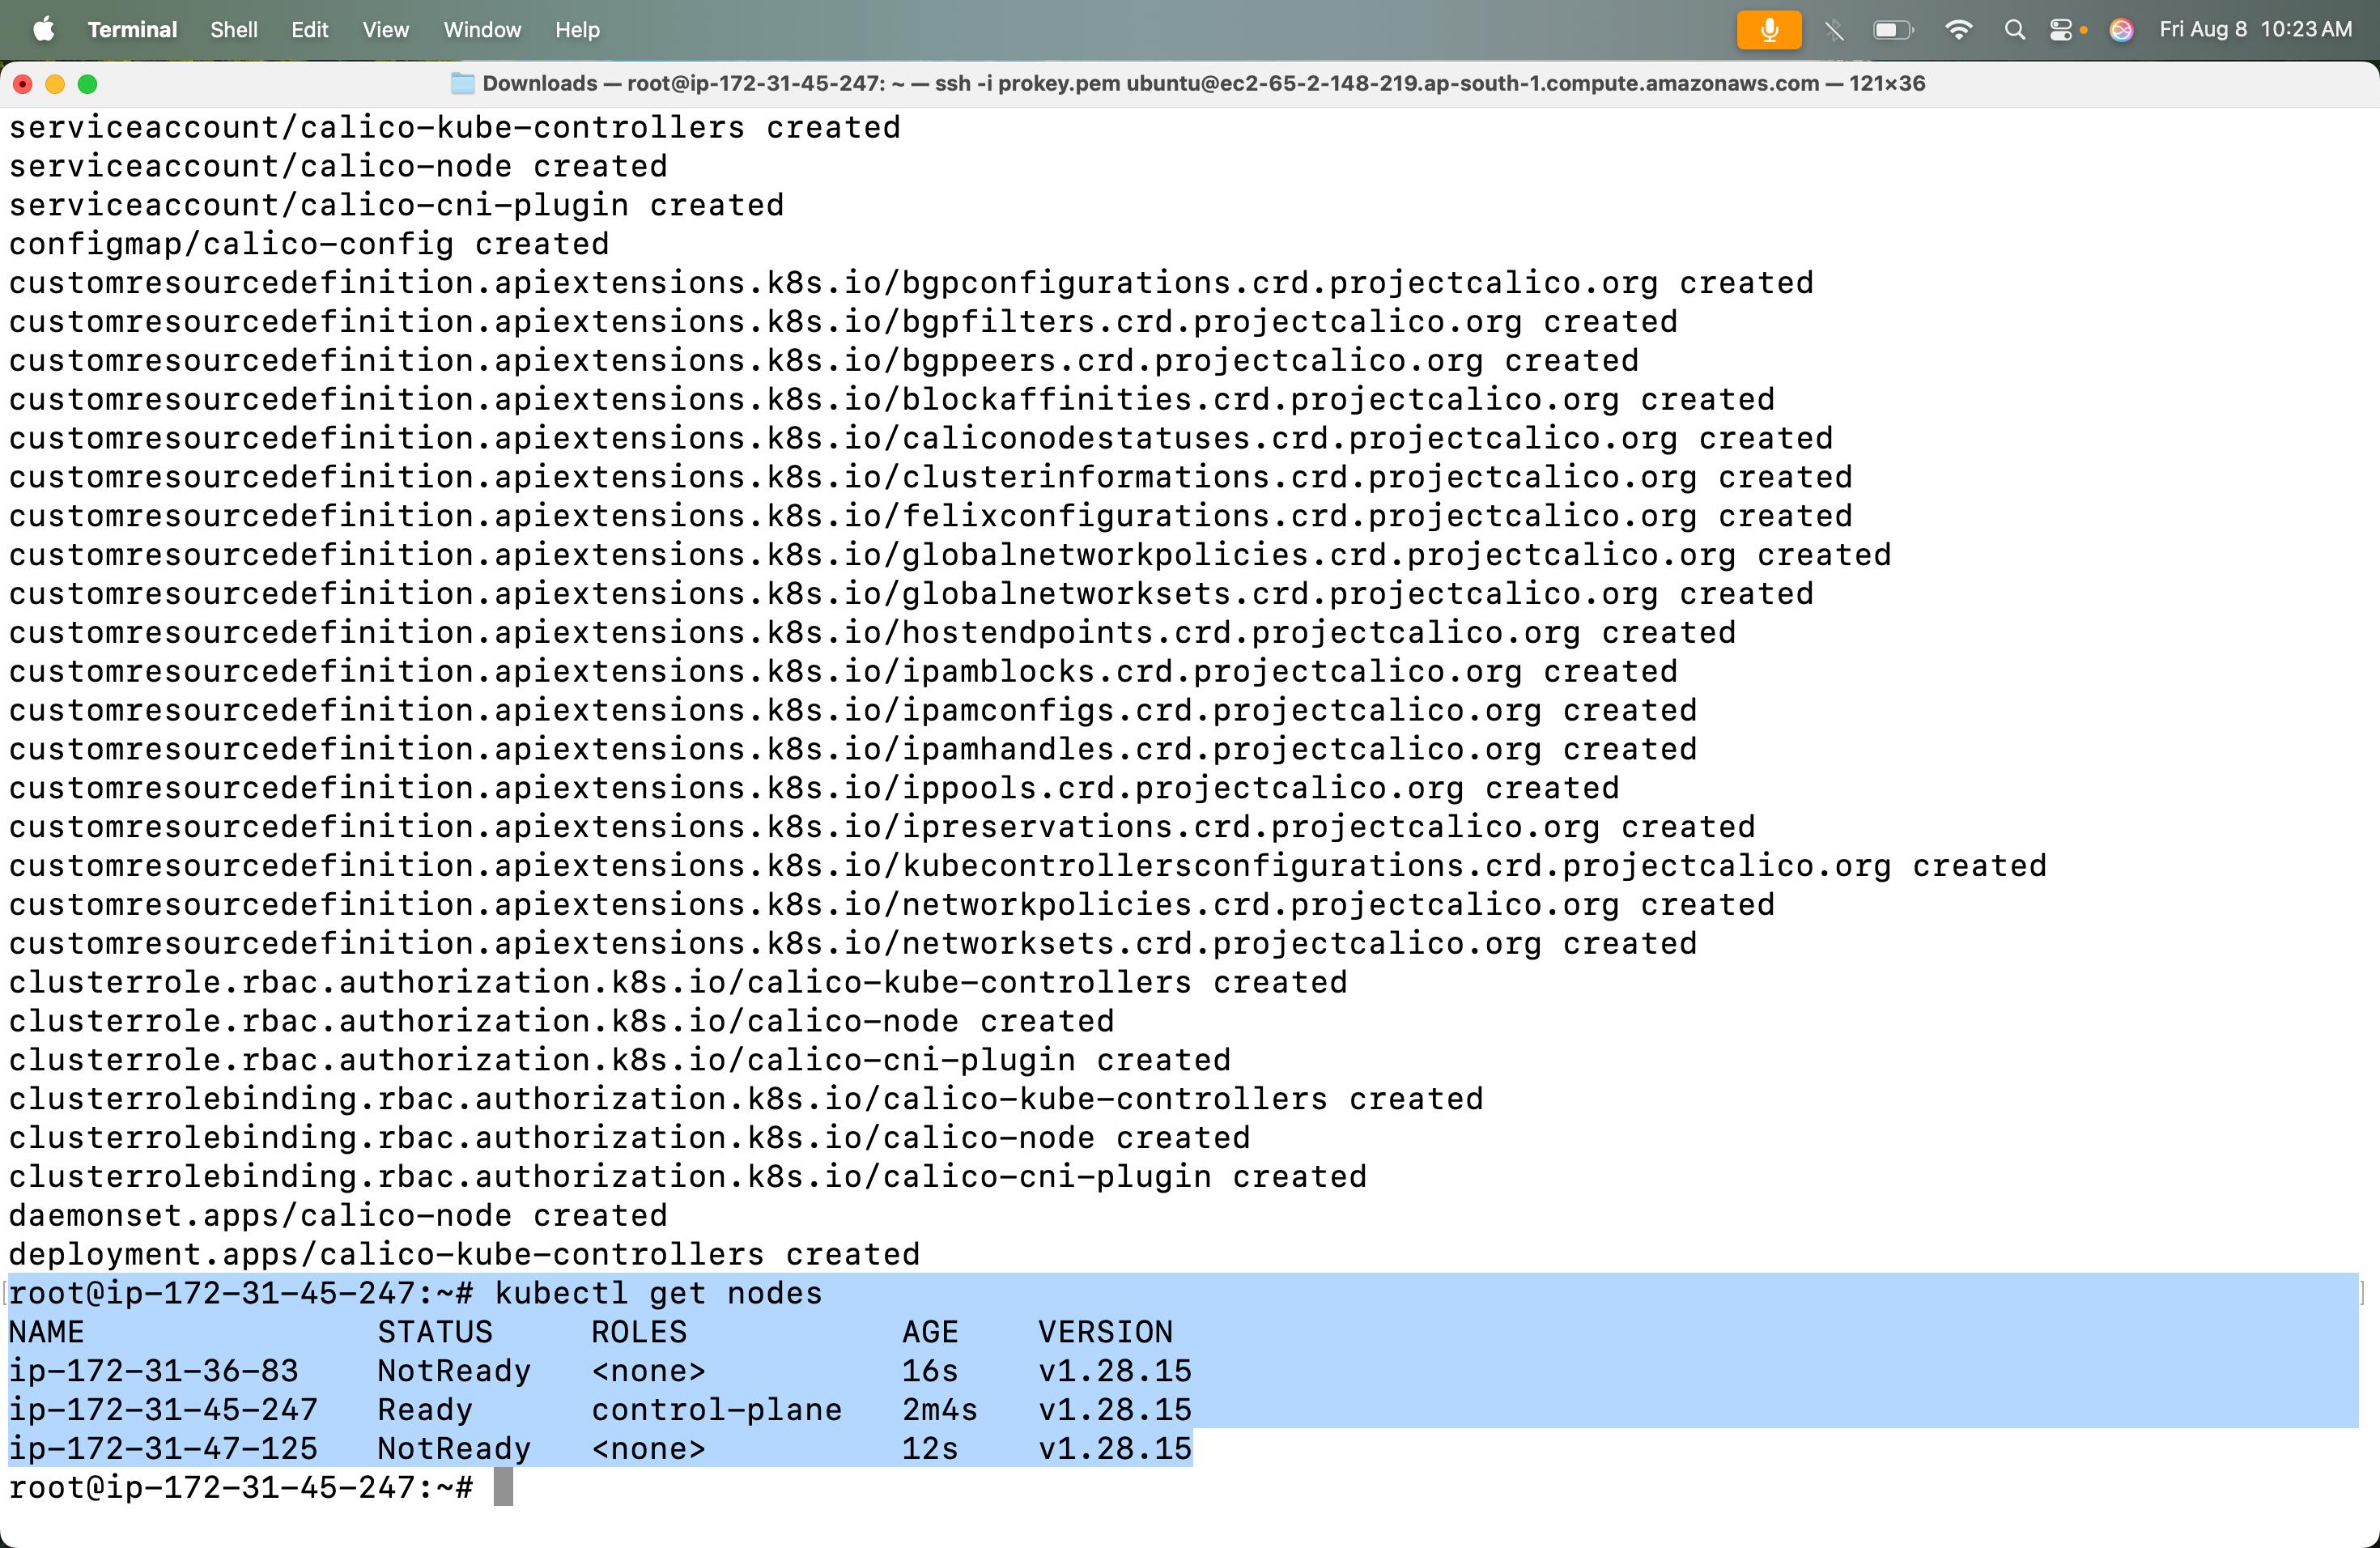 Terminal Shell Edit View Window Help Fri Aug 8 10:23 AM
Downloads — root@ip-172-31-45-247: ~ — ssh -i prokey.pem ubuntu@ec2-65-2-148-219.ap-south-1.compute.amazonaws.com — 121×36
serviceaccount/calico-kube-controllers created
serviceaccount/calico-node created
serviceaccount/calico-cni-plugin created
configmap/calico-config created
customresourcedefinition.apiextensions.k8s.io/bgpconfigurations.crd.projectcalico.org created
customresourcedefinition.apiextensions.k8s.io/bgpfilters.crd.projectcalico.org created
customresourcedefinition.apiextensions.k8s.io/bgppeers.crd.projectcalico.org created
customresourcedefinition.apiextensions.k8s.io/blockaffinities.crd.projectcalico.org created
customresourcedefinition.apiextensions.k8s.io/caliconodestatuses.crd.projectcalico.org created
customresourcedefinition.apiextensions.k8s.io/clusterinformations.crd.projectcalico.org created
customresourcedefinition.apiextensions.k8s.io/felixconfigurations.crd.projectcalico.org created
customresourcedefinition.apiextensions.k8s.io/globalnetworkpolicies.crd.projectcalico.org created
customresourcedefinition.apiextensions.k8s.io/globalnetworksets.crd.projectcalico.org created
customresourcedefinition.apiextensions.k8s.io/hostendpoints.crd.projectcalico.org created
customresourcedefinition.apiextensions.k8s.io/ipamblocks.crd.projectcalico.org created
customresourcedefinition.apiextensions.k8s.io/ipamconfigs.crd.projectcalico.org created
customresourcedefinition.apiextensions.k8s.io/ipamhandles.crd.projectcalico.org created
customresourcedefinition.apiextensions.k8s.io/ippools.crd.projectcalico.org created
customresourcedefinition.apiextensions.k8s.io/ipreservations.crd.projectcalico.org created
customresourcedefinition.apiextensions.k8s.io/kubecontrollersconfigurations.crd.projectcalico.org created
customresourcedefinition.apiextensions.k8s.io/networkpolicies.crd.projectcalico.org created
customresourcedefinition.apiextensions.k8s.io/networksets.crd.projectcalico.org created
clusterrole.rbac.authorization.k8s.io/calico-kube-controllers created
clusterrole.rbac.authorization.k8s.io/calico-node created
clusterrole.rbac.authorization.k8s.io/calico-cni-plugin created
clusterrolebinding.rbac.authorization.k8s.io/calico-kube-controllers created
clusterrolebinding.rbac.authorization.k8s.io/calico-node created
clusterrolebinding.rbac.authorization.k8s.io/calico-cni-plugin created
daemonset.apps/calico-node created
deployment.apps/calico-kube-controllers created
[root@ip-172-31-45-247:~# kubectl get nodes ]
NAME STATUS ROLES AGE VERSION
ip-172-31-36-83 NotReady <none> 16s v1.28.15
ip-172-31-45-247 Ready control-plane 2m4s v1.28.15
ip-172-31-47-125 NotReady <none> 12s v1.28.15
root@ip-172-31-45-247:~#